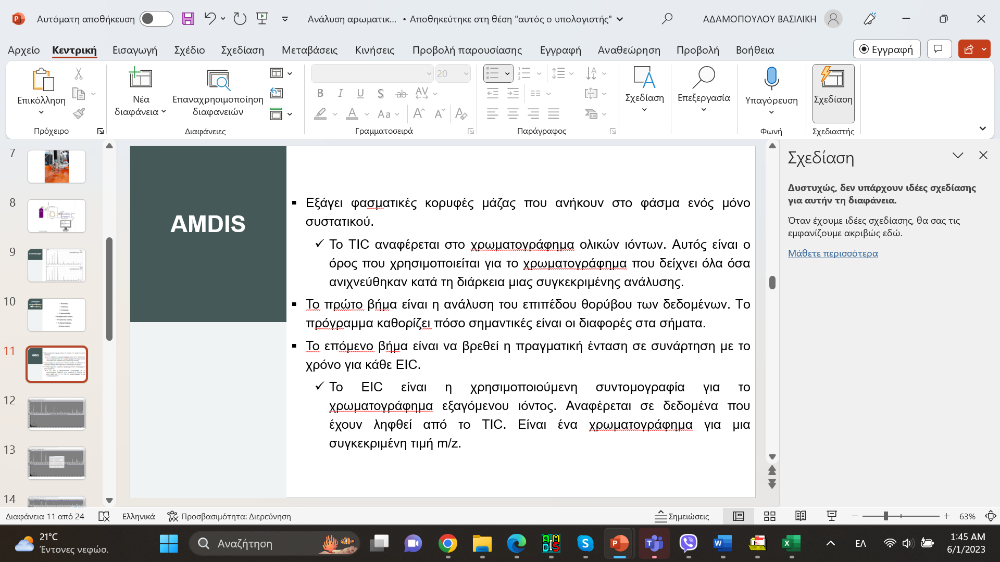 Αυτόματη αποθήκευση
Ανάλυση αρωματικ... • Αποθηκεύτηκε στη θέση "αυτός ο υπολογιστής"
ΑΔΑΜΟΠΟΥΛΟΥ ΒΑΣΙΛΙΚΗ
Αρχείο Κεντρική Εισαγωγή Σχέδιο Σχεδίαση Μεταβάσεις Κινήσεις Προβολή παρουσίασης Εγγραφή Αναθεώρηση Προβολή Βοήθεια
Εγγραφή
Επικόλληση
Πρόχειρο
Νέα
διαφάνεια
Επαναχρησιμοποίηση
διαφανειών
Διαφάνειες
20
Γραμματοσειρά
Παράγραφος
Σχεδίαση
Επεξεργασία
Υπαγόρευση
Φωνή
Σχεδίαση
Σχεδιαστής
7
8
9
10
11
12
13
14
AMDIS
Εξάγει φασματικές κορυφές μάζας που ανήκουν στο φάσμα ενός μόνο
συστατικού.
Το TIC αναφέρεται στο χρωματογράφημα ολικών ιόντων. Αυτός είναι ο
όρος που χρησιμοποιείται για το χρωματογράφημα που δείχνει όλα όσα
ανιχνεύθηκαν κατά τη διάρκεια μιας συγκεκριμένης ανάλυσης.
Το πρώτο βήμα είναι η ανάλυση του επιπέδου θορύβου των δεδομένων. Το
πρόγραμμα καθορίζει πόσο σημαντικές είναι οι διαφορές στα σήματα.
Το επόμενο βήμα είναι να βρεθεί η πραγματική ένταση σε συνάρτηση με το
χρόνο για κάθε EIC.
Το EIC είναι η χρησιμοποιούμενη συντομογραφία για το
χρωματογράφημα εξαγόμενου ιόντος. Αναφέρεται σε δεδομένα που
έχουν ληφθεί από το TIC. Είναι ένα χρωματογράφημα για μια
συγκεκριμένη τιμή m/z.
Σχεδίαση
Δυστυχώς, δεν υπάρχουν ιδέες σχεδίασης
για αυτήν τη διαφάνεια.
Όταν έχουμε ιδέες σχεδίασης, θα σας τις
εμφανίζουμε ακριβώς εδώ.
Μάθετε περισσότερα
Διαφάνεια 11 από 24
Ελληνικά
Προσβασιμότητα: Διερεύνηση
Σημειώσεις
63%
21°C
Έντονες νεφώσ.
Αναζήτηση
ΕΛ
1:45 AM
6/1/2023